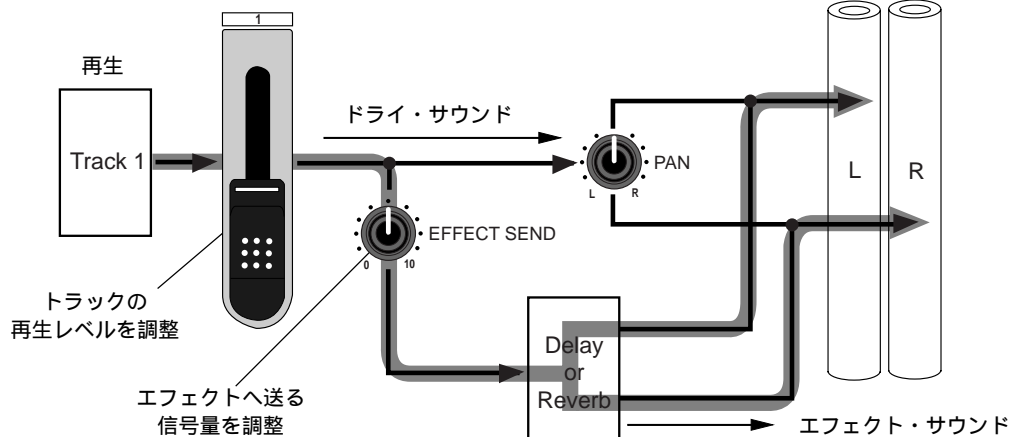 1
再生
Track 1
ドライ・サウンド
PAN
L R
L
R
EFFECT SEND
0 10
トラックの
再生レベルを調整
エフェクトへ送る
信号量を調整
Delay
or
Reverb
エフェクト・サウンド